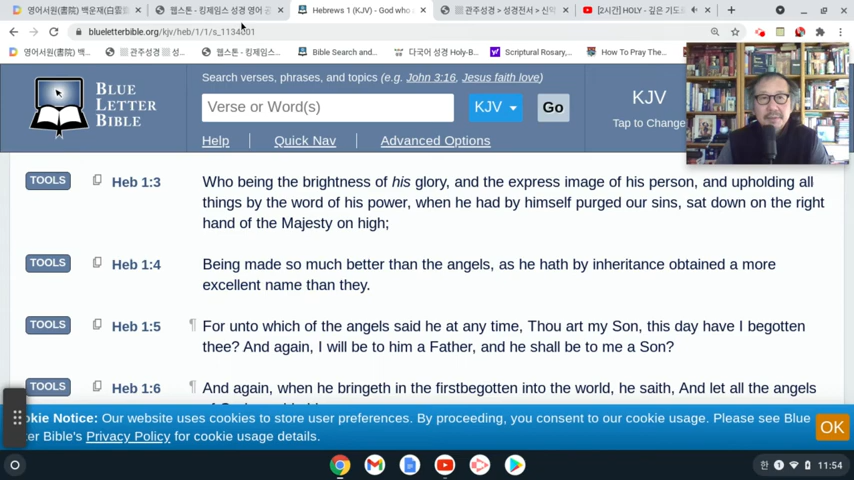 영어서원(書院) 백운재(白雲齋
웹스톤 - 킹제임스 성경 영어 공
Hebrews 1 (KJV) - God who
관주성경 :: 성경전서 : 신약
[2시간] HOLY - 깊은 기도로
blueletterbible.org/kjv/heb/1/1/s_1134001
영어서원(書院) 백운재
관주성경 ::: 성
웹스톤 - 킹제임스...
Bible Search and...
다국어 성경 Holy-B...
Scriptural Rosary,...
How To Pray The...
BLUE
LETTER
BIBLE
Search verses, phrases, and topics (e.g. John 3:16, Jesus faith love)
Verse or Word(s)
KJV
Go
Help
Quick Nav
Advanced Options
KJV
Tap to Change
TOOLS
Heb 1:3
Who being the brightness of his glory, and the express image of his person, and upholding all
things by the word of his power, when he had by himself purged our sins, sat down on the right
hand of the Majesty on high;
TOOLS
Heb 1:4
Being made so much better than the angels, as he hath by inheritance obtained a more
excellent name than they.
TOOLS
Heb 1:5
¶ For unto which of the angels said he at any time, Thou art my Son, this day have I begotten
thee? And again, I will be to him a Father, and he shall be to me a Son?
TOOLS
Heb 1:6
¶ And again, when he bringeth in the firstbegotten into the world, he saith, And let all the angels
okie Notice: Our website uses cookies to store user preferences. By proceeding, you consent to our cookie usage. Please see Blue
er Bible's Privacy Policy for cookie usage details.
OK
한
1
11:54